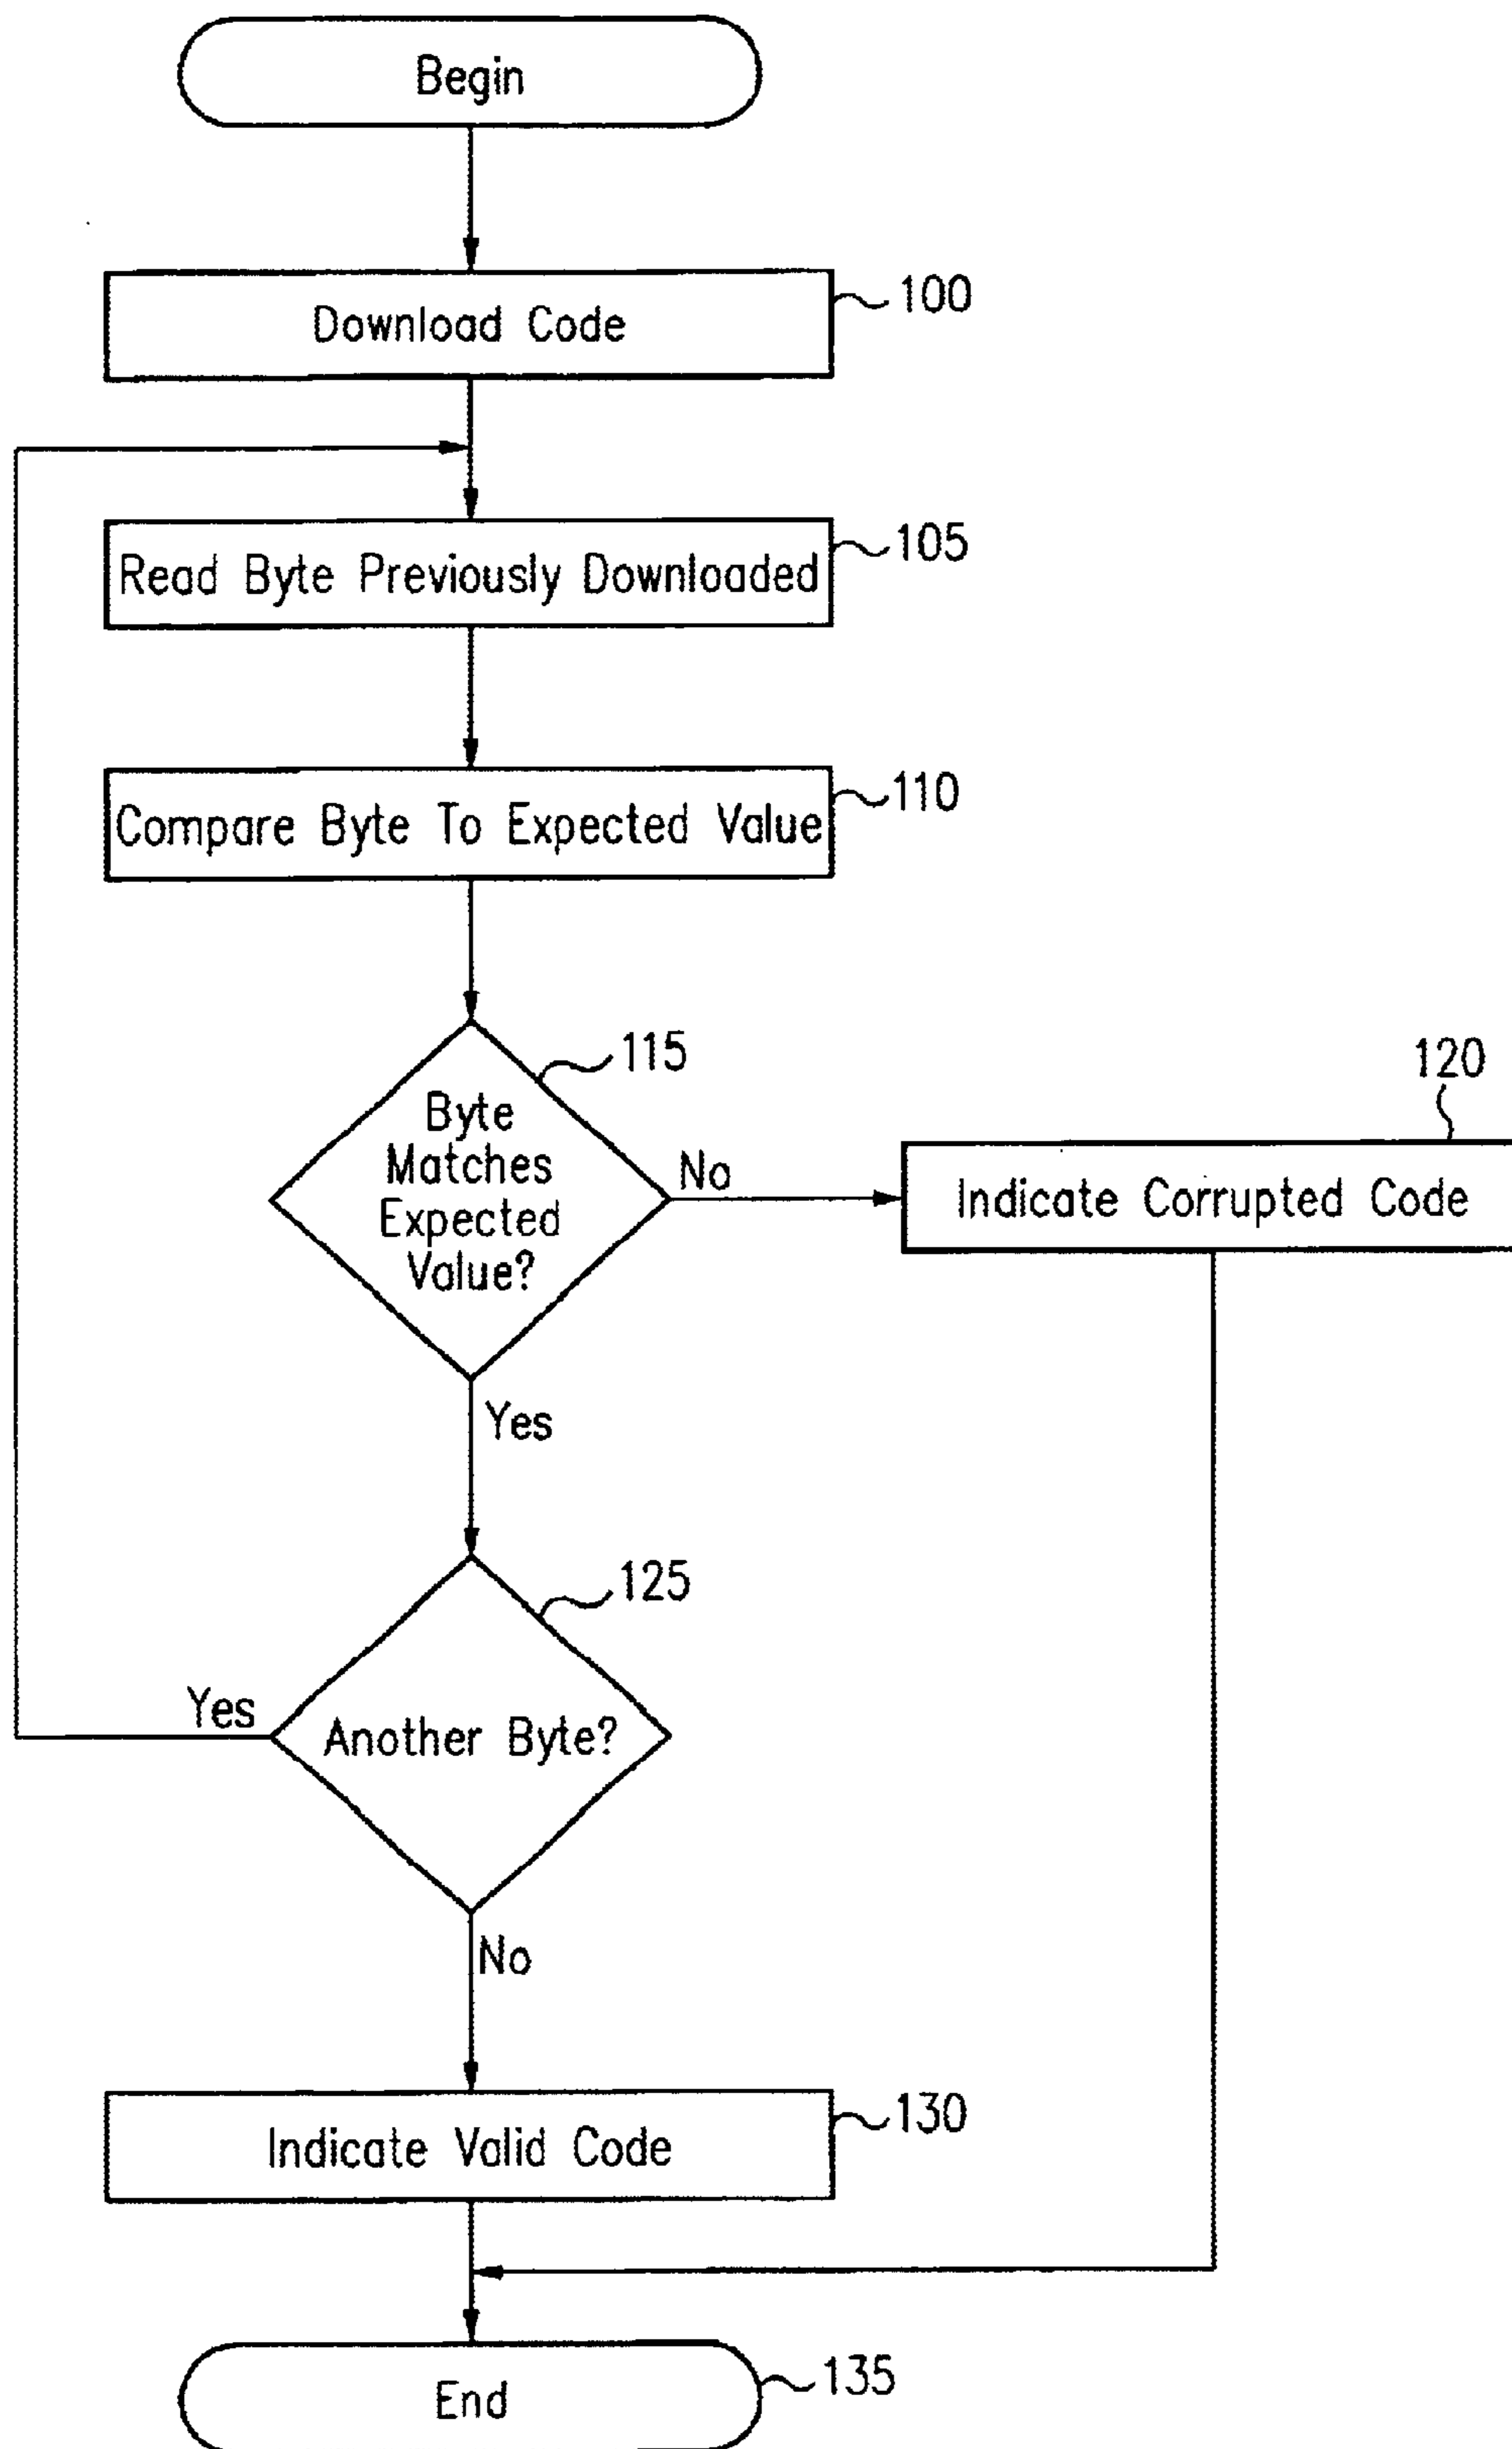 Begin
Download Code
100
Read Byte Previously Downloaded
105
Compare Byte To Expected Value
110
Byte
Matches
Expected
Value?
115
No
120
Indicate Corrupted Code
Yes
125
Another Byte?
Yes
No
Indicate Valid Code
130
End
135